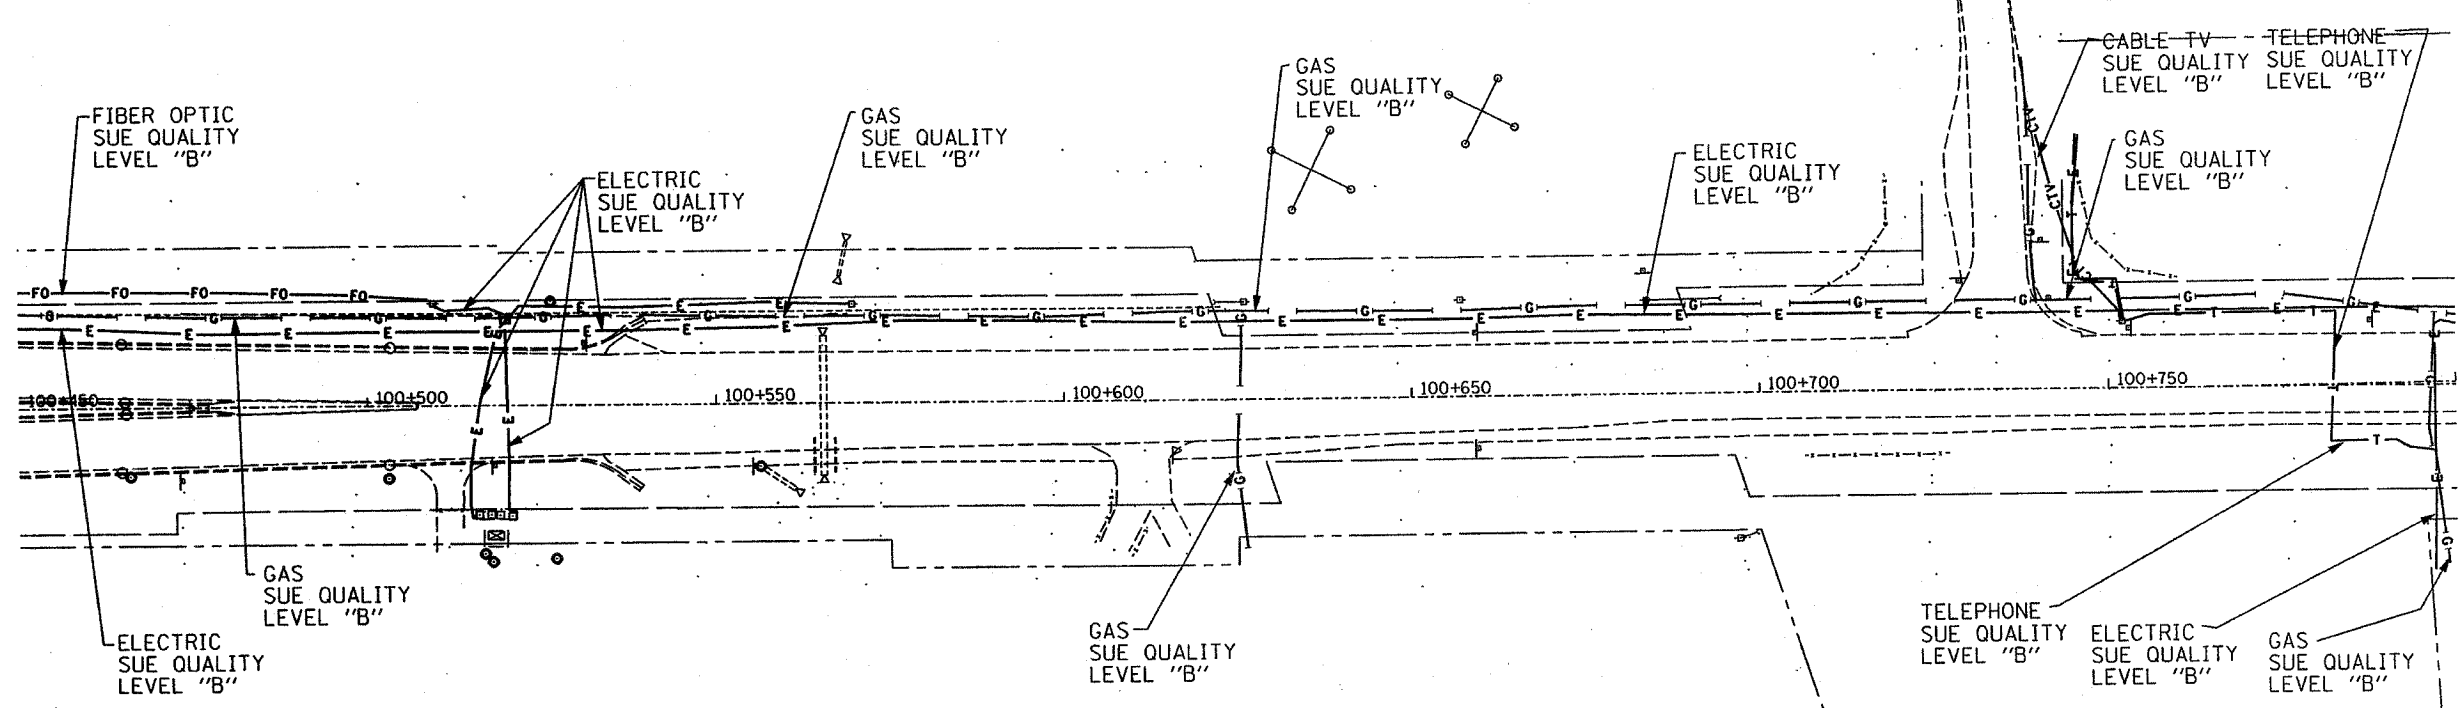 GAS
SUE QUALITY
LEVEL "B"
CABLE TV
SUE QUALITY
LEVEL "B"
TELEPHONE
SUE QUALITY
LEVEL "B"
FIBER OPTIC
SUE QUALITY
LEVEL "B"
GAS
SUE QUALITY
LEVEL "B"
GAS
SUE QUALITY
LEVEL "B"
ELECTRIC
SUE QUALITY
LEVEL "B"
ELECTRIC
SUE QUALITY
LEVEL "B"
CTV
CTV
FO FO FO FO FO
G G G G G G G G G G G G G
E E E E E E E E E E E E E E E E E E E E E
E E E
T T
100+450 100+500 100+550 100+600 100+650 100+700 100+750
E E
G
T
E
G
GAS
SUE QUALITY
LEVEL "B"
ELECTRIC
SUE QUALITY
LEVEL "B"
GAS
SUE QUALITY
LEVEL "B"
TELEPHONE
SUE QUALITY
LEVEL "B"
ELECTRIC
SUE QUALITY
LEVEL "B"
GAS
SUE QUALITY
LEVEL "B"